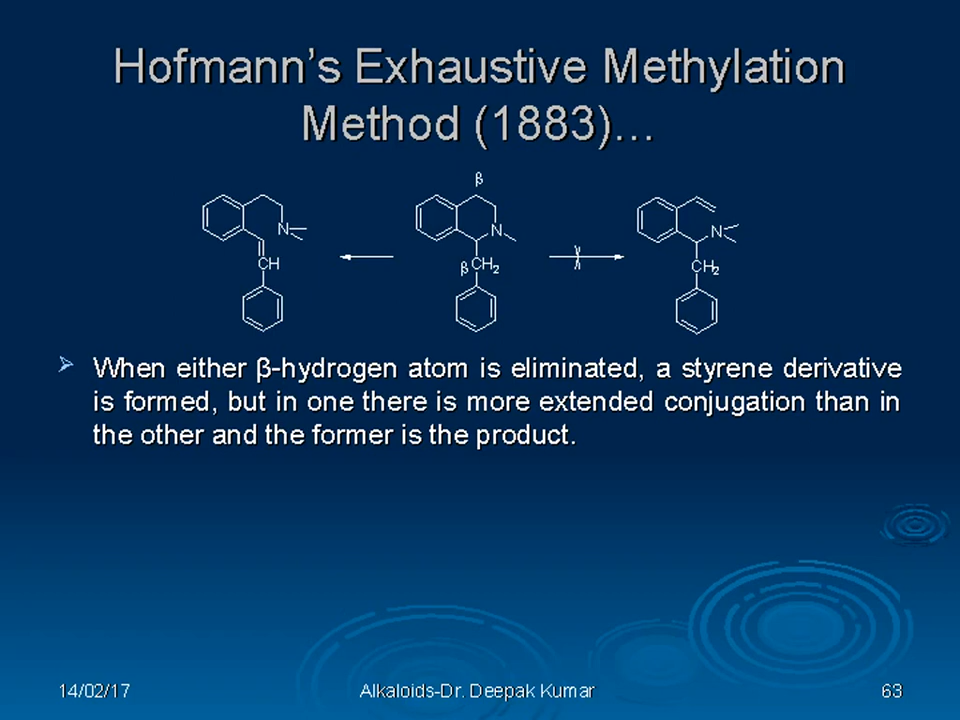 Hofmann's Exhaustive Methylation
Method (1883)…
β
N
N
N
CH
β
CH₂
CH₂
When either β-hydrogen atom is eliminated, a styrene derivative
is formed, but in one there is more extended conjugation than in
the other and the former is the product.
14/02/17
Alkaloids-Dr. Deepak Kumar
63